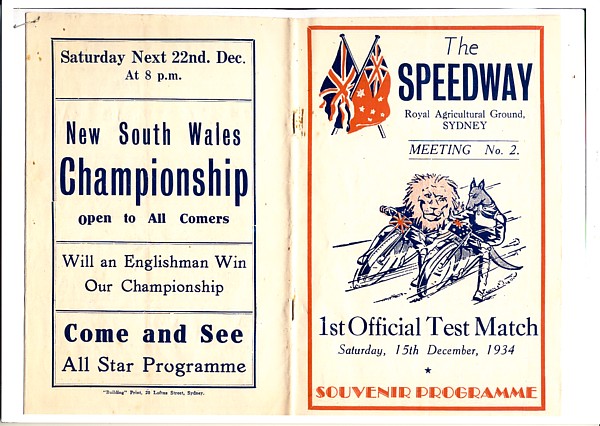 Saturday Next 22nd. Dec.
At 8 p.m.
New South Wales
Championship
Open to All Comers
Will an Englishman Win
Our Championship
Come and See
All Star Programme
"Building" Print, 20 Loftus Street, Sydney.
The
SPEEDWAY
Royal Agricultural Ground,
SYDNEY
MEETING No. 2.
1st Official Test Match
Saturday, 15th December, 1934
SOUVENIR PROGRAMME